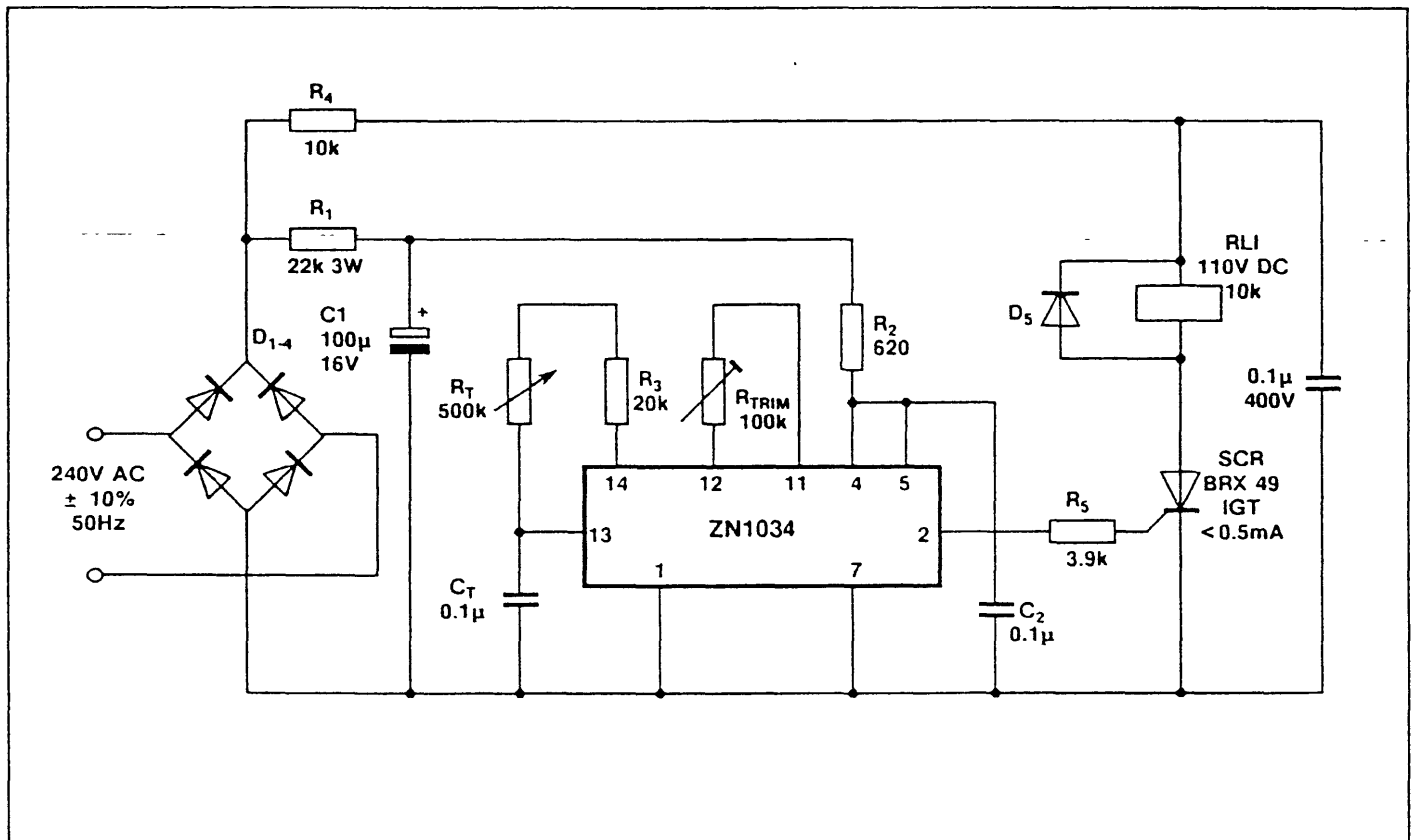 R4
10k
R1
22k 3W
C1
100µ
16V
+
D1-4
240V AC
± 10%
50Hz
RT
500k
R3
20k
RTRIM
100k
R2
620
RLI
110V DC
10k
D5
0.1µ
400V
SCR
BRX 49
IGT
<0.5mA
14
12
11
4
5
13
ZN1034
2
1
7
R5
3.9k
CT
0.1µ
C2
0.1µ